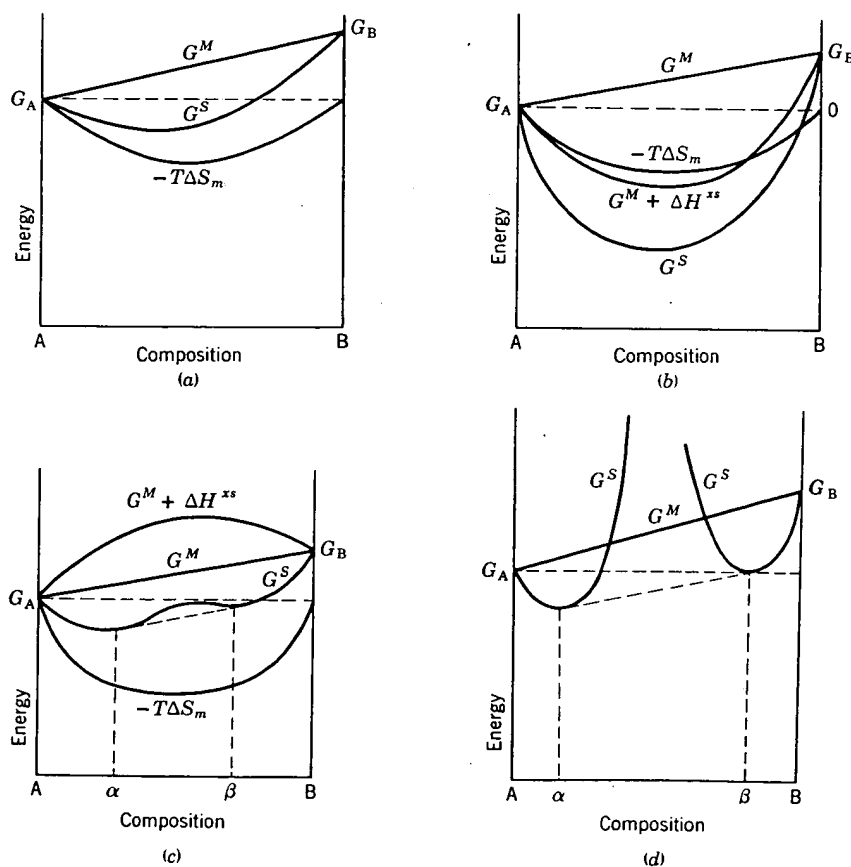 G_B
G^M
G_A
G^S
−TΔS_m
Energy
A
B
Composition
(a)
G_B
G^M
G_A
0
−TΔS_m
G^M + ΔH^xs
G^S
Energy
A
B
Composition
(b)
G^M + ΔH^xs
G^M
G_B
G^S
G_A
−TΔS_m
Energy
A
α
β
B
Composition
(c)
G^S
G^S
G_B
G^M
G_A
Energy
A
α
β
B
Composition
(d)